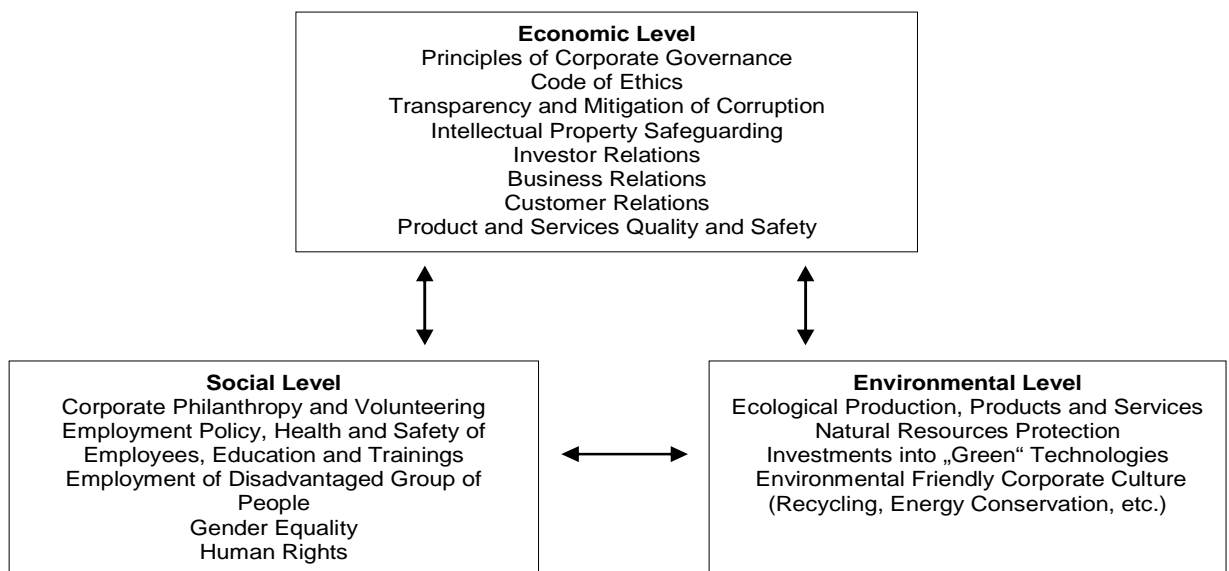 Economic Level
Principles of Corporate Governance
Code of Ethics
Transparency and Mitigation of Corruption
Intellectual Property Safeguarding
Investor Relations
Business Relations
Customer Relations
Product and Services Quality and Safety
Social Level
Corporate Philanthropy and Volunteering
Employment Policy, Health and Safety of
Employees, Education and Trainings
Employment of Disadvantaged Group of
People
Gender Equality
Human Rights
Environmental Level
Ecological Production, Products and Services
Natural Resources Protection
Investments into „Green“ Technologies
Environmental Friendly Corporate Culture
(Recycling, Energy Conservation, etc.)